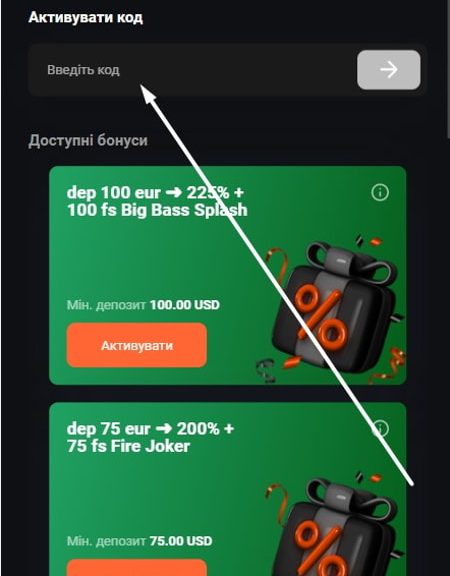 Активувати код
Введіть код
Доступні бонуси
dep 100 eur ➜ 225% +
100 fs Big Bass Splash
Мін. депозит 100.00 USD
Активувати
dep 75 eur ➜ 200% +
75 fs Fire Joker
Мін. депозит 75.00 USD